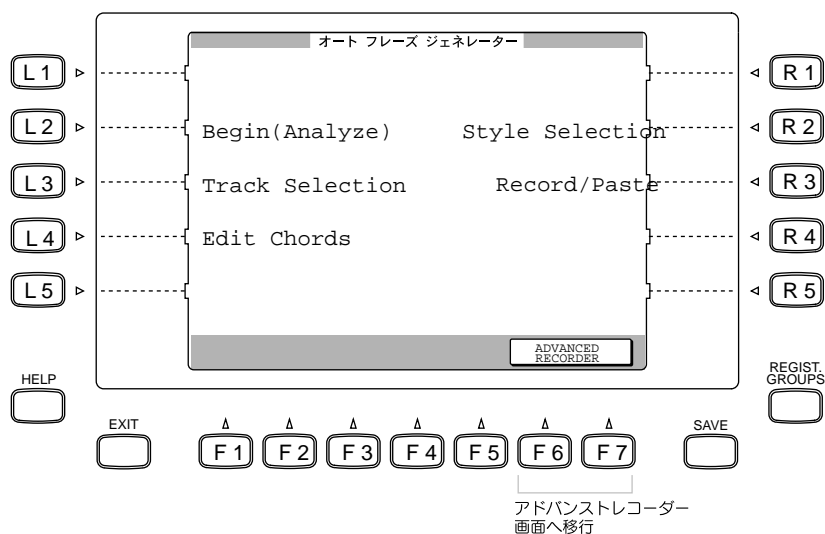 オート フレーズ ジェネレーター
L1
R1
L2
Begin(Analyze)
Style Selection
R2
L3
Track Selection
Record/Paste
R3
L4
Edit Chords
R4
L5
R5
ADVANCED
RECORDER
HELP
REGIST.
GROUPS
EXIT
SAVE
F1
F2
F3
F4
F5
F6
F7
アドバンストレコーダー
画面へ移行